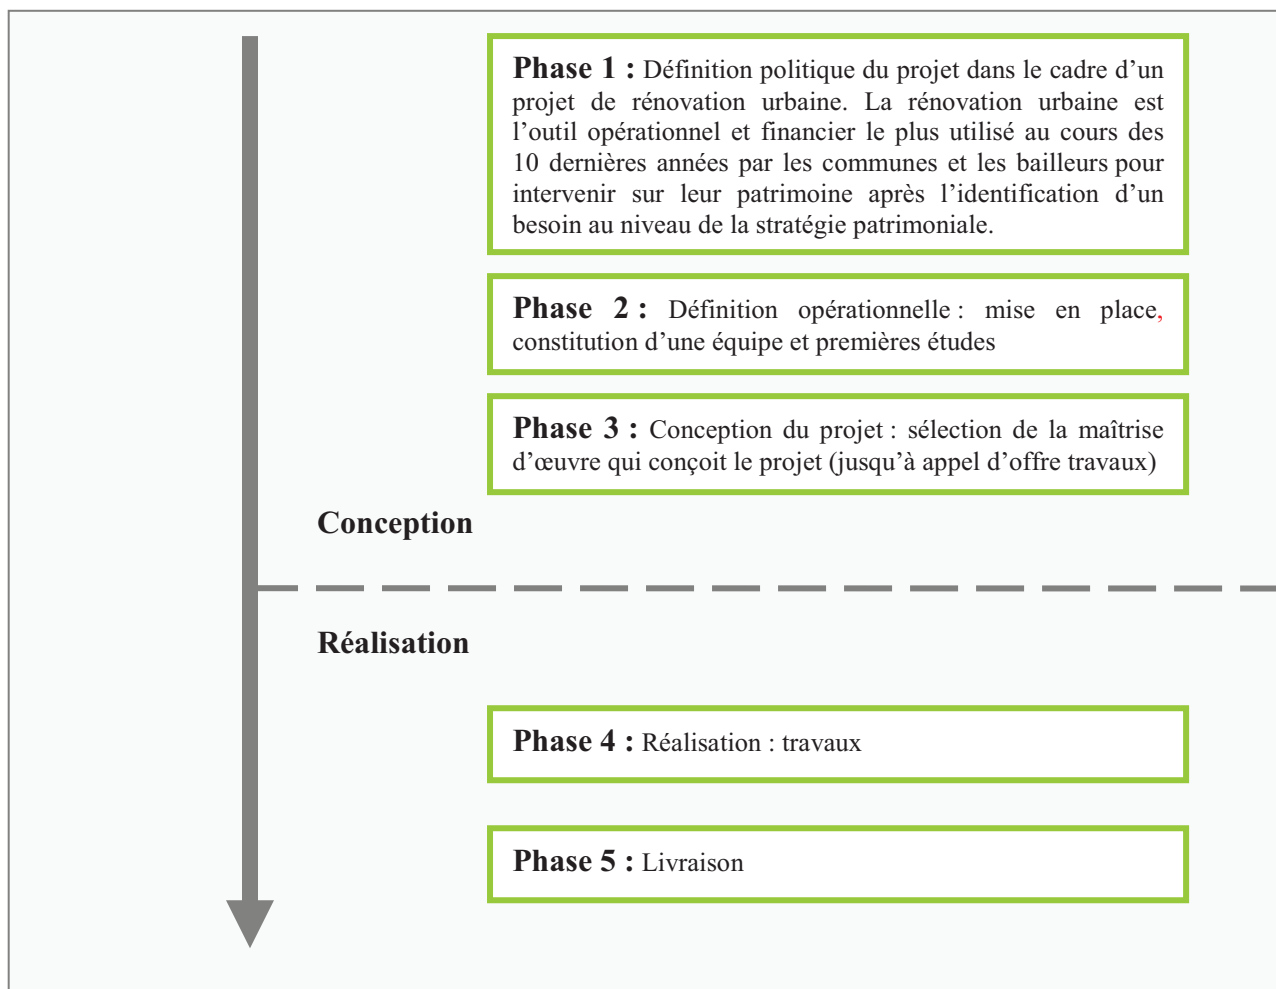 Phase 1 : Définition politique du projet dans le cadre d’un
projet de rénovation urbaine. La rénovation urbaine est
l’outil opérationnel et financier le plus utilisé au cours des
10 dernières années par les communes et les bailleurs pour
intervenir sur leur patrimoine après l’identification d’un
besoin au niveau de la stratégie patrimoniale.
Phase 2 : Définition opérationnelle : mise en place,
constitution d’une équipe et premières études
Phase 3 : Conception du projet : sélection de la maîtrise
d’œuvre qui conçoit le projet (jusqu’à appel d’offre travaux)
Conception
Réalisation
Phase 4 : Réalisation : travaux
Phase 5 : Livraison